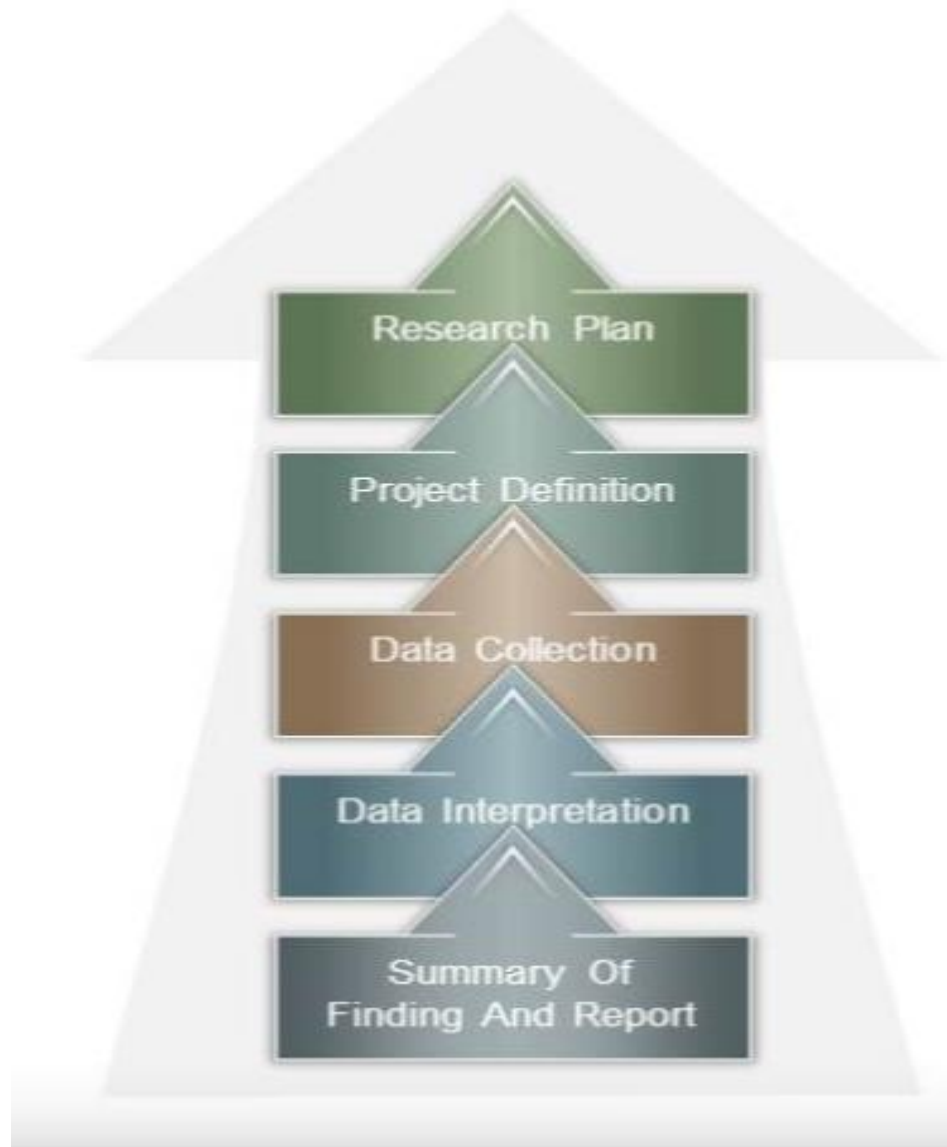 Research Plan
Project Definition
Data Collection
Data Interpretation
Summary Of
Finding And Report